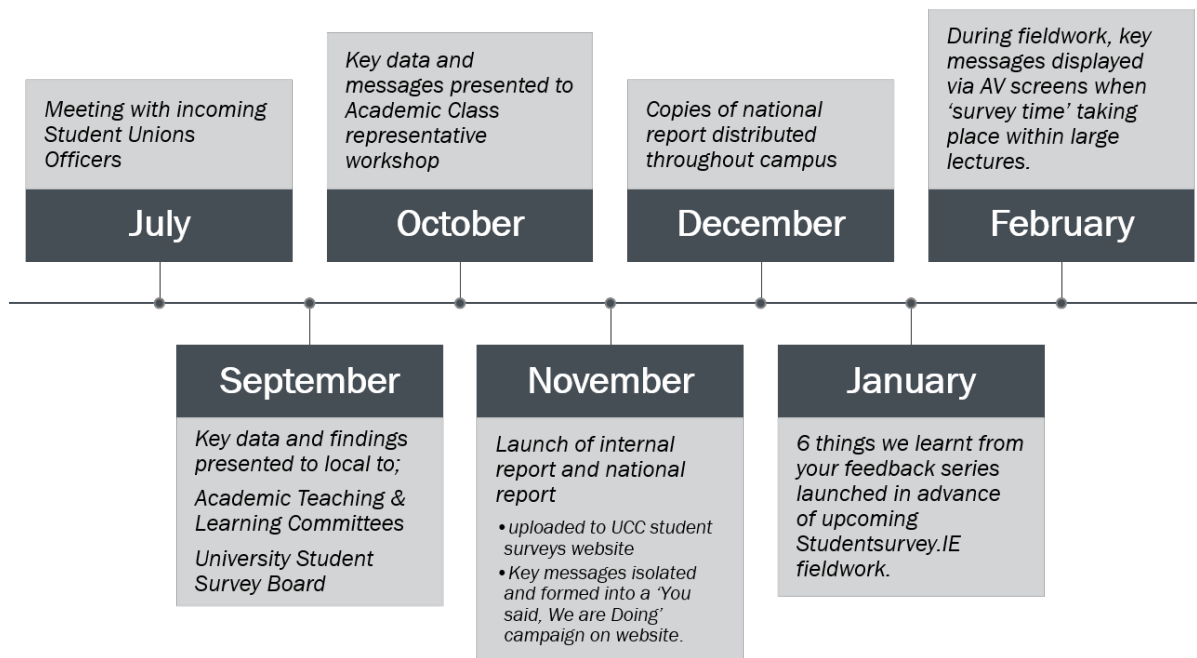 Meeting with incoming
Student Unions
Officers
July
Key data and findings
presented to local to;
Academic Teaching &
Learning Committees
University Student
Survey Board
September
Key data and
messages presented to
Academic Class
representative
workshop
October
Launch of internal
report and national
report
•uploaded to UCC student
surveys website
•Key messages isolated
and formed into a ‘You
said, We are Doing’
campaign on website.
November
Copies of national
report distributed
throughout campus
December
6 things we learnt from
your feedback series
launched in advance
of upcoming
Studentsurvey.IE
fieldwork.
January
During fieldwork, key
messages displayed
via AV screens when
‘survey time’ taking
place within large
lectures.
February